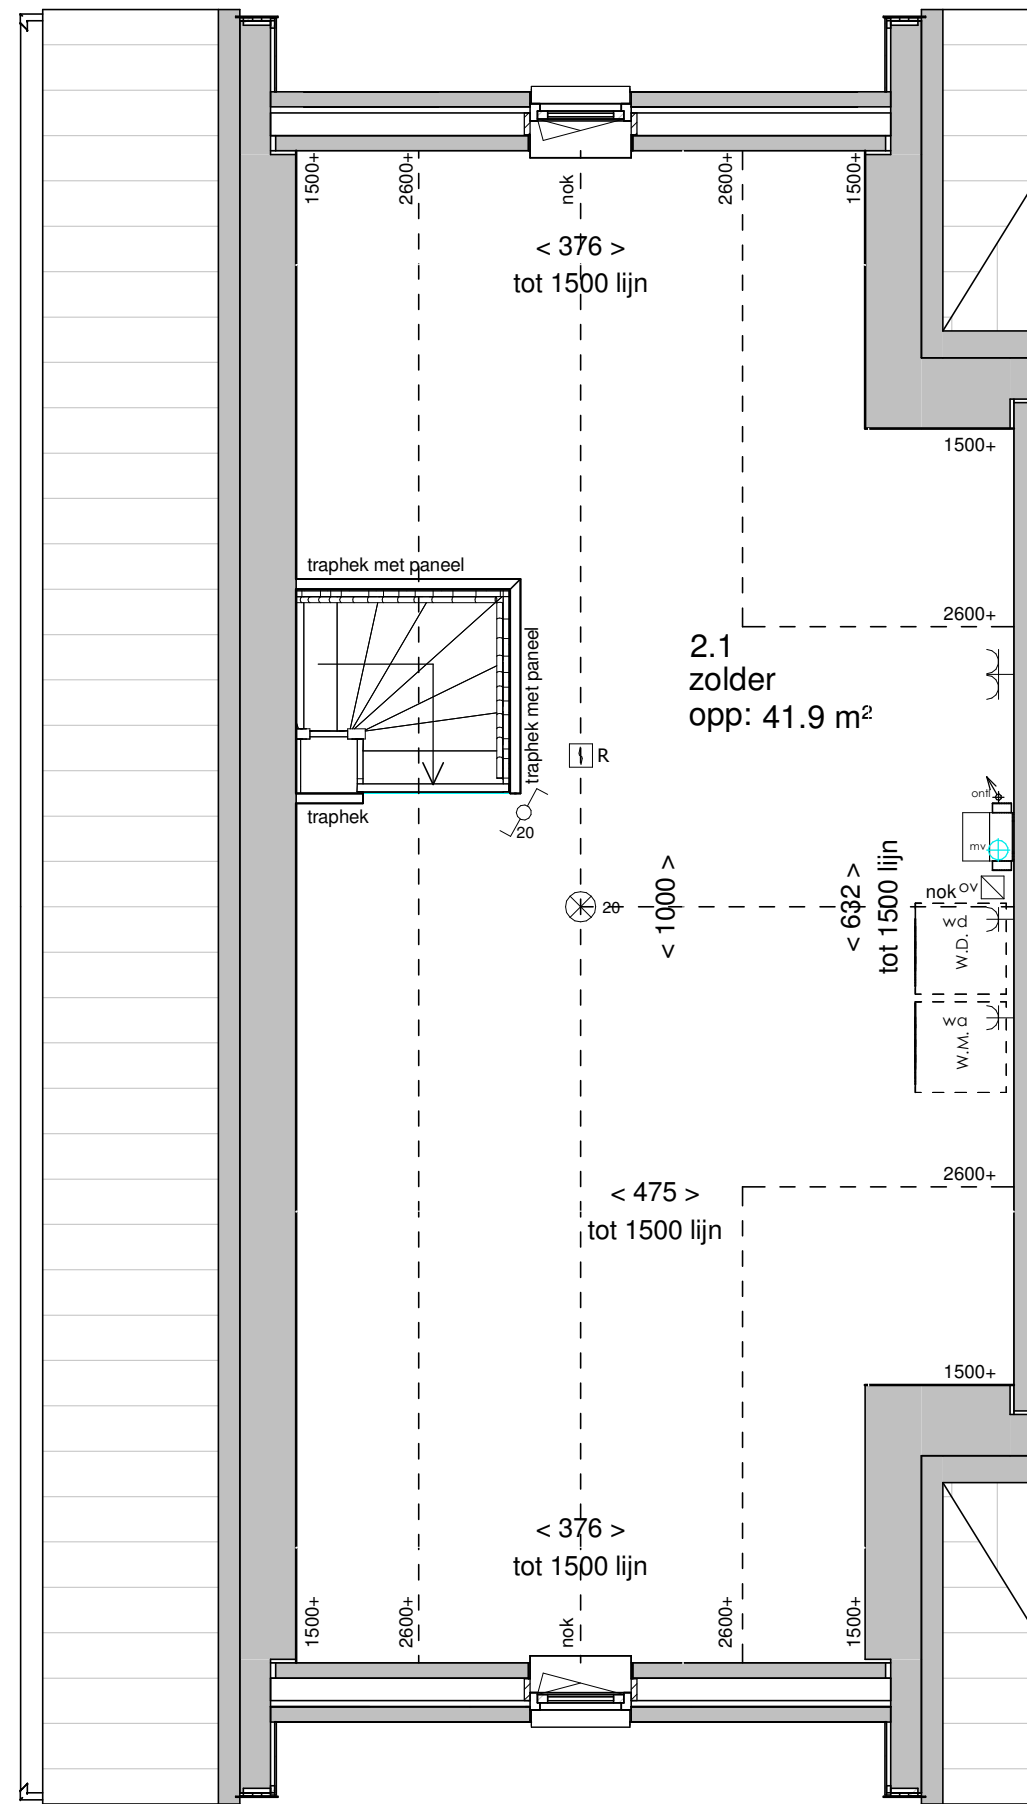 1500+
2600+
nok
2600+
1500+
< 376 >
tot 1500 lijn
1500+
traphek met paneel
2600+
traphek met paneel
2.1
zolder
opp: 41.9 m²
R
ontl
traphek
20
mv
nok
ov
20
< 1000 >
< 632 >
tot 1500 lijn
wd
W.D.
wa
W.M.
2600+
< 475 >
tot 1500 lijn
1500+
< 376 >
tot 1500 lijn
1500+
2600+
nok
2600+
1500+